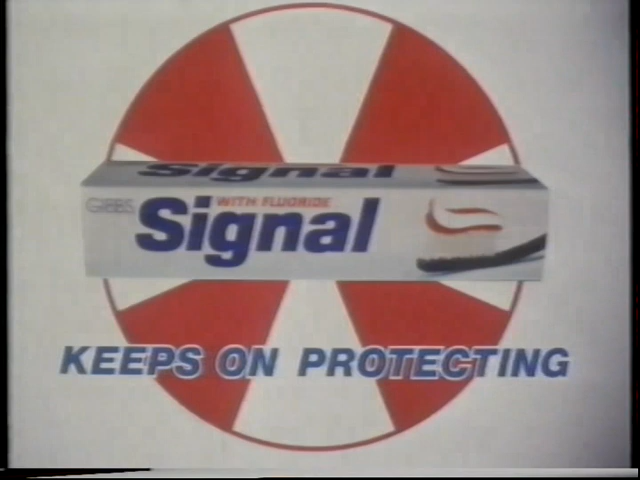 Signal
GIBBS
WITH FLUORIDE
Signal
KEEPS ON PROTECTING